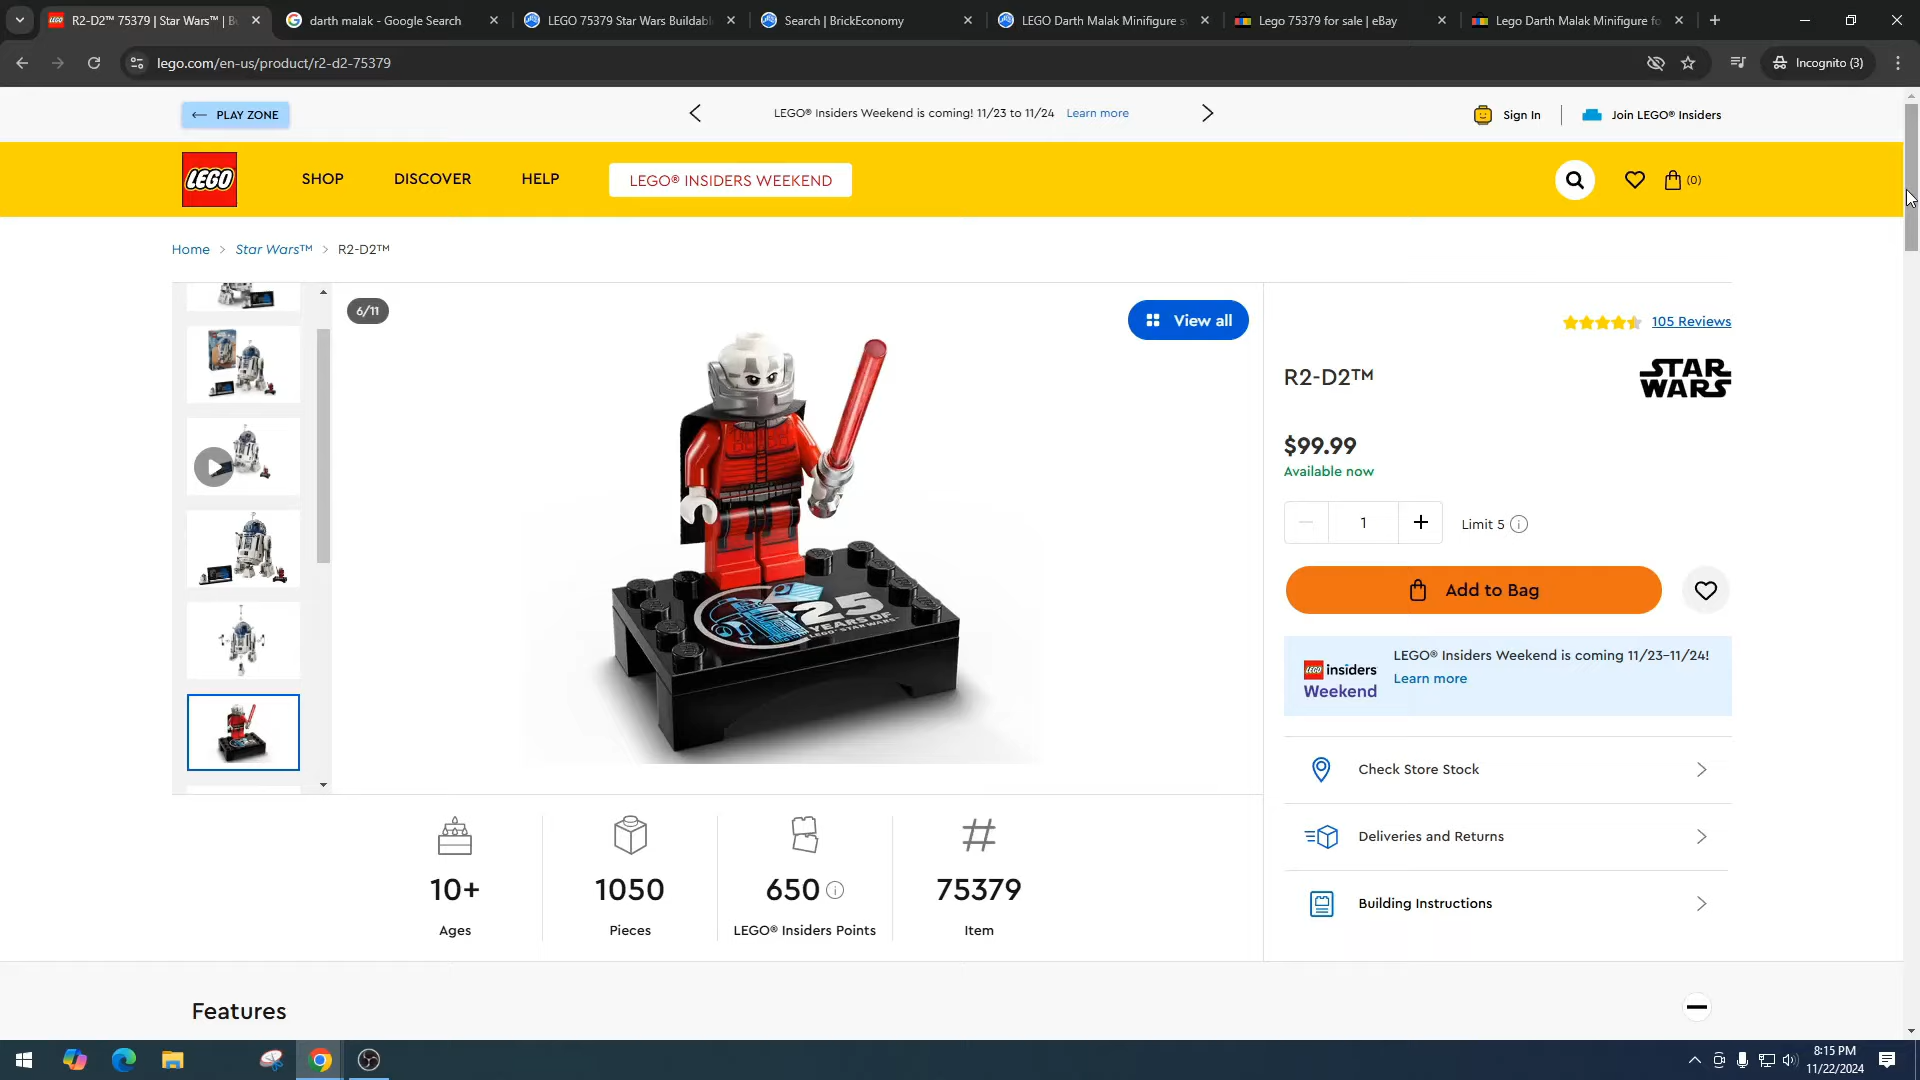 R2-D2™ 75379 | Star Wars™ | B
darth malak - Google Search
LEGO 75379 Star Wars Buildabl
Search | BrickEconomy
LEGO Darth Malak Minifigure s
Lego 75379 for sale | eBay
Lego Darth Malak Minifigure fo
lego.com/en-us/product/r2-d2-75379
Incognito (3)
PLAY ZONE
LEGO® Insiders Weekend is coming! 11/23 to 11/24 Learn more
Sign In
Join LEGO® Insiders
LEGO
SHOP
DISCOVER
HELP
LEGO® INSIDERS WEEKEND
(0)
Home > Star Wars™ > R2-D2™
6/11
View all
25
YEARS OF
LEGO® STAR WARS™
105 Reviews
R2-D2™
STAR
WARS
$99.99
Available now
1
Limit 5
Add to Bag
LEGO insiders
Weekend
LEGO® Insiders Weekend is coming 11/23-11/24!
Learn more
Check Store Stock
Deliveries and Returns
Building Instructions
10+
Ages
1050
Pieces
650
LEGO® Insiders Points
75379
Item
Features
8:15 PM
11/22/2024